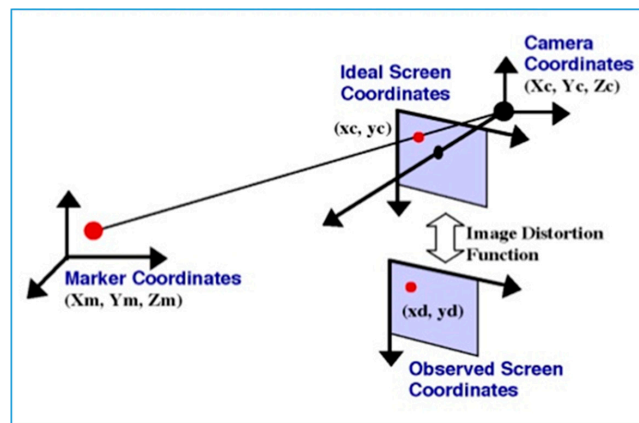 Camera
Coordinates
(Xc, Yc, Zc)
Ideal Screen
Coordinates
(xc, yc)
Image Distortion
Function
Marker Coordinates
(Xm, Ym, Zm)
(xd, yd)
Observed Screen
Coordinates